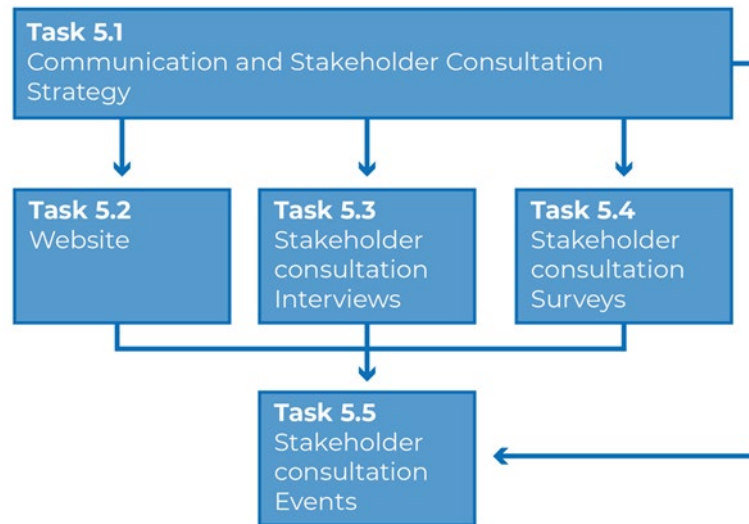 Task 5.1
Communication and Stakeholder Consultation
Strategy
Task 5.2
Website
Task 5.3
Stakeholder
consultation
Interviews
Task 5.4
Stakeholder
consultation
Surveys
Task 5.5
Stakeholder
consultation
Events